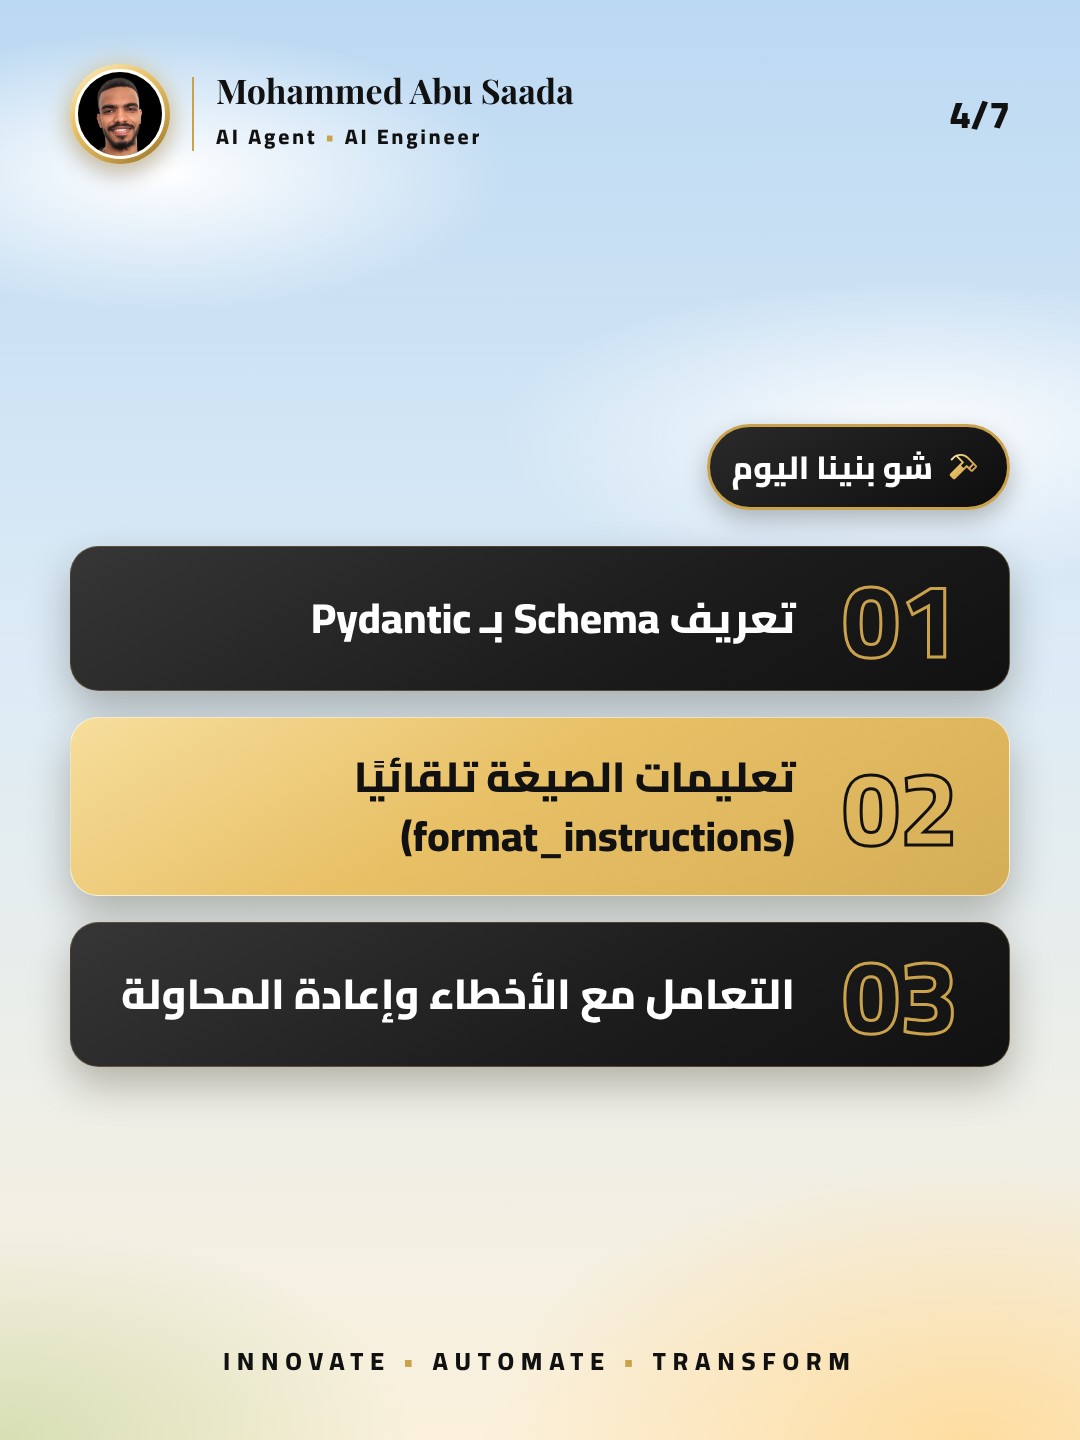 Mohammed Abu Saada
AI Agent ▪ AI Engineer
4/7
شو بنينا اليوم
01
تعريف Schema بـ Pydantic
02
تعليمات الصيغة تلقائيًا
(format_instructions)
03
التعامل مع الأخطاء وإعادة المحاولة
INNOVATE ▪ AUTOMATE ▪ TRANSFORM